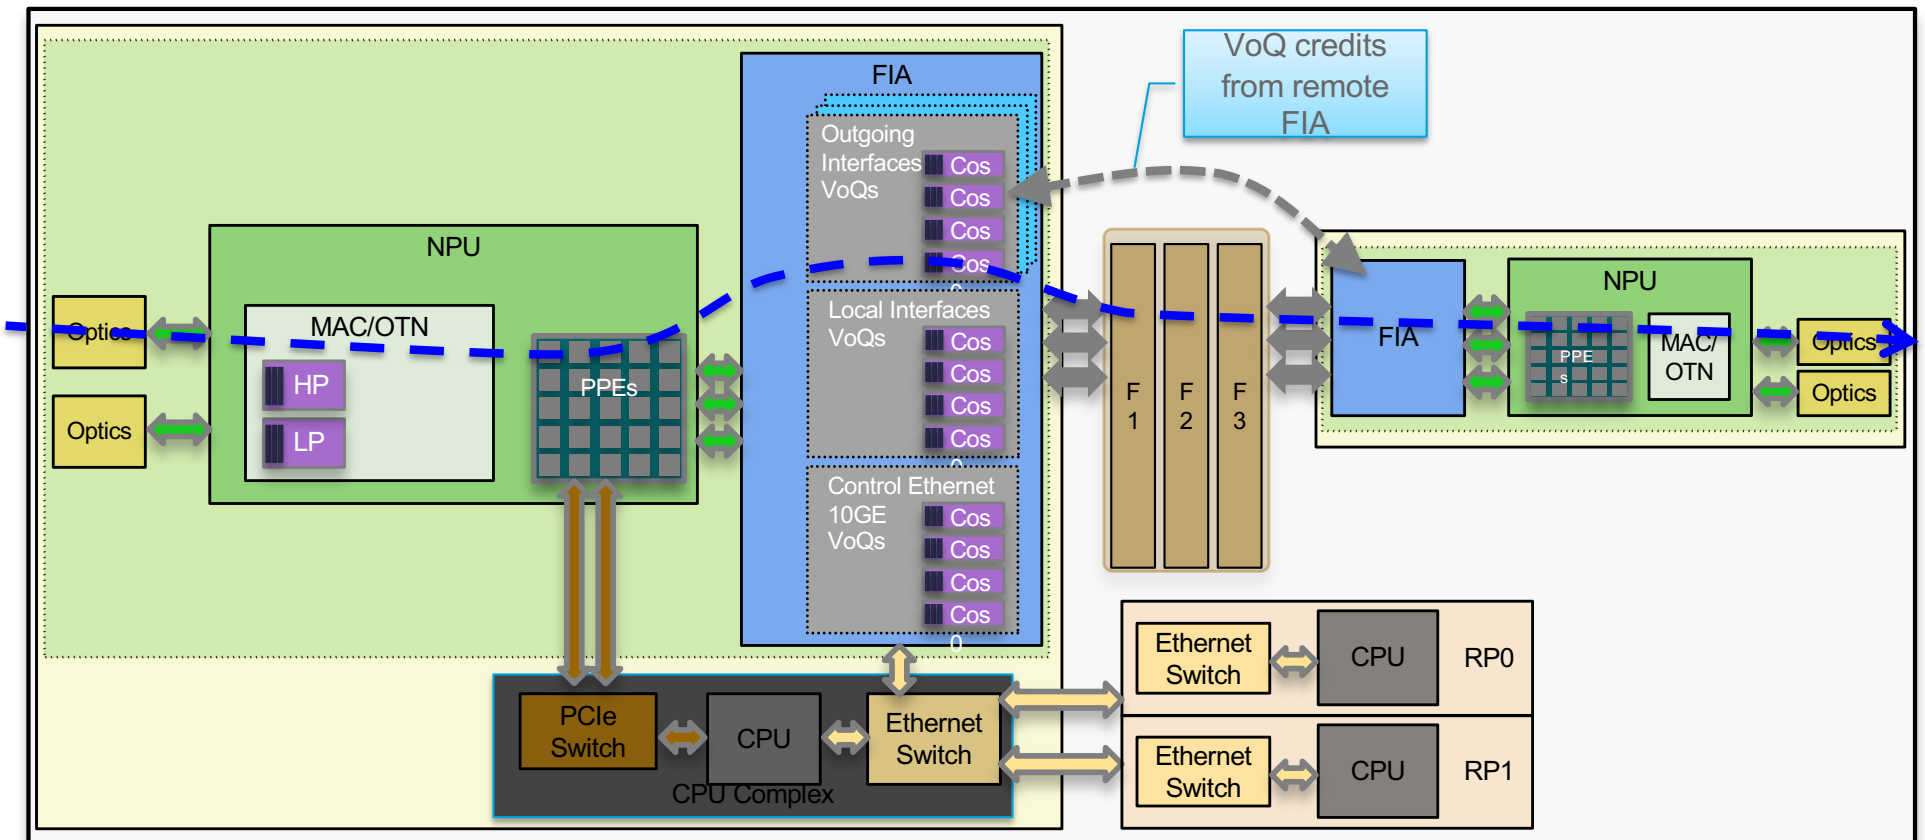 VoQ credits
from remote
FIA
FIA
Outgoing
Interfaces
VoQs
Cos
Cos
Cos
Cos
NPU
MAC/OTN
HP
LP
PPEs
Optics
Optics
Local Interfaces
VoQs
Cos
Cos
Cos
Cos
Control Ethernet
10GE
VoQs
Cos
Cos
Cos
Cos
0
F
1
F
2
F
3
FIA
NPU
PPE
s
MAC/
OTN
Optics
Optics
PCIe
Switch
CPU
Ethernet
Switch
CPU Complex
Ethernet
Switch
CPU
RP0
Ethernet
Switch
CPU
RP1